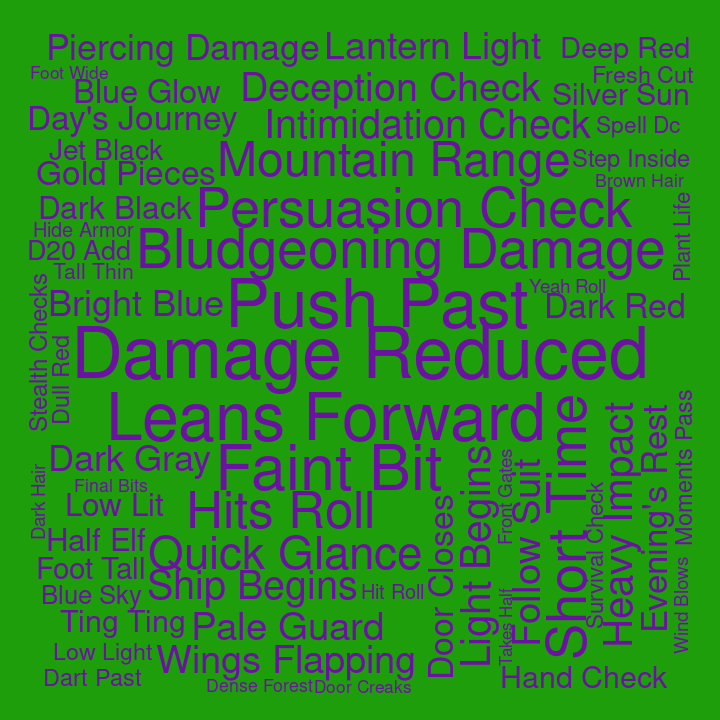 Piercing Damage
Lantern Light
Deep Red
Foot Wide
Fresh Cut
Blue Glow
Deception Check
Silver Sun
Day's Journey
Intimidation Check
Spell Dc
Jet Black
Mountain Range
Step Inside
Gold Pieces
Brown Hair
Dark Black
Persuasion Check
Plant Life
Hide Armor
D20 Add
Bludgeoning Damage
Tall Thin
Yeah Roll
Bright Blue
Push Past
Dark Red
Stealth Checks
Dull Red
Damage Reduced
Leans Forward
Dark Gray
Faint Bit
Dark Hair
Final Bits
Low Lit
Hits Roll
Half Elf
Quick Glance
Foot Tall
Blue Sky
Ship Begins
Hit Roll
Door Closes
Light Begins
Front Gates
Takes Half
Follow Suit
Short Time
Survival Check
Heavy Impact
Evening's Rest
Moments Pass
Wind Blows
Ting Ting
Pale Guard
Low Light
Wings Flapping
Dart Past
Dense Forest
Door Creaks
Hand Check